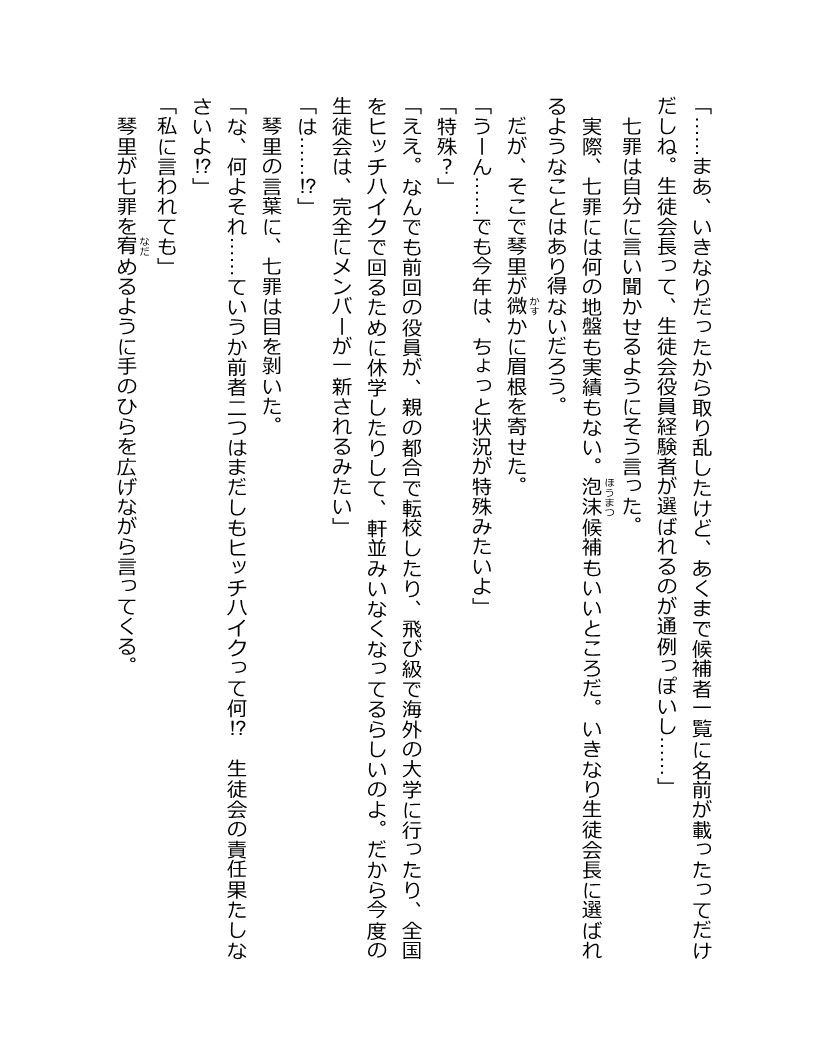 「……まあ、いきなりだったから取り乱したけど、あくまで候補者一覧に名前が載ったってだけ
だしね。生徒会長って、生徒会役員経験者が選ばれるのが通例っぽいし……」
七罪は自分に言い聞かせるようにそう言った。
実際、七罪には何の地盤も実績もない。泡沫候補もいいところだ。いきなり生徒会長に選ばれ
るようなことはあり得ないだろう。
だが、そこで琴里が微かに眉根を寄せた。
「うーん……でも今年は、ちょっと状況が特殊みたいよ」
「特殊？」
「ええ。なんでも前回の役員が、親の都合で転校したり、飛び級で海外の大学に行ったり、全国
をヒッチハイクで回るために休学したりして、軒並みいなくなってるらしいのよ。だから今度の
生徒会は、完全にメンバーが一新されるみたい」
「は……⁉」
琴里の言葉に、七罪は目を剝いた。
「な、何よそれ……ていうか前者二つはまだしもヒッチハイクって何⁉　生徒会の責任果たしな
さいよ⁉」
「私に言われても」
琴里が七罪を宥めるように手のひらを広げながら言ってくる。